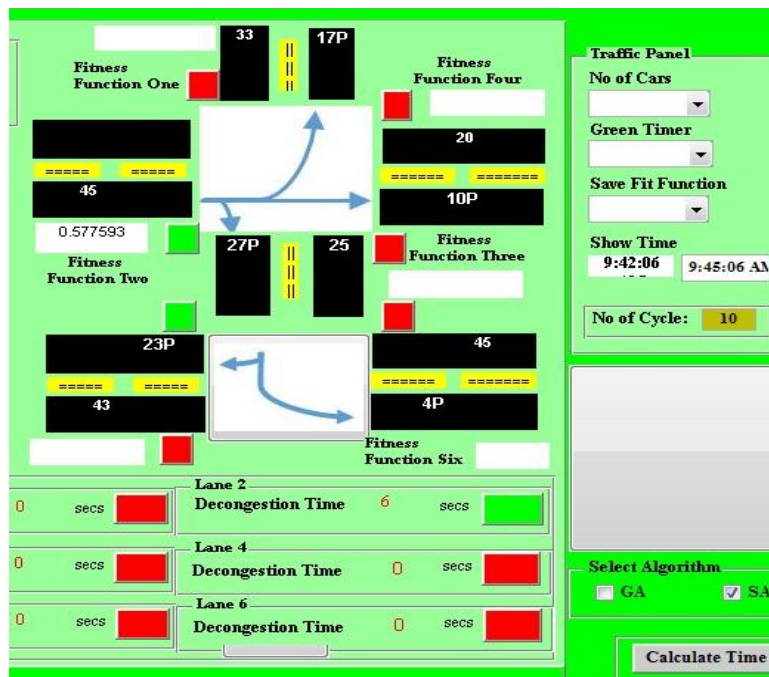 33
17P
Fitness
Function One
Fitness
Function Four
20
45
10P
0.577593
Fitness
Function Two
27P
25
Fitness
Function Three
23P
45
43
4P
Fitness
Function Six
Traffic Panel
No of Cars
Green Timer
Save Fit Function
Show Time
9:42:06
9:45:06 AM
No of Cycle: 10
Lane 2
0 secs
Decongestion Time 6 secs
Lane 4
0 secs
Decongestion Time 0 secs
Lane 6
0 secs
Decongestion Time 0 secs
Select Algorithm
GA
SA
Calculate Time